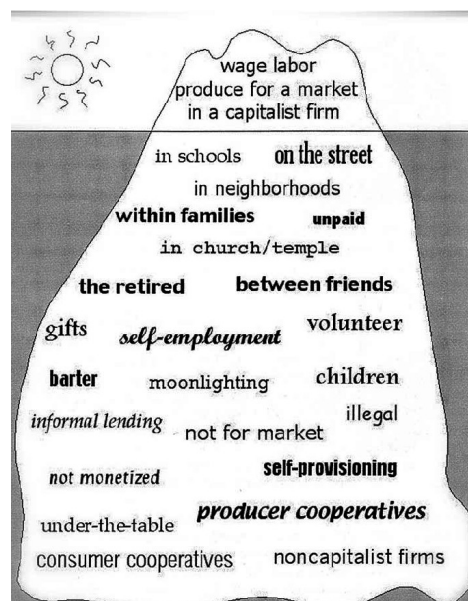 wage labor
produce for a market
in a capitalist firm
in schools on the street
in neighborhoods
within families unpaid
in church/temple
the retired between friends
gifts self-employment volunteer
barter moonlighting children
informal lending illegal
not for market
not monetized self-provisioning
under-the-table producer cooperatives
consumer cooperatives noncapitalist firms